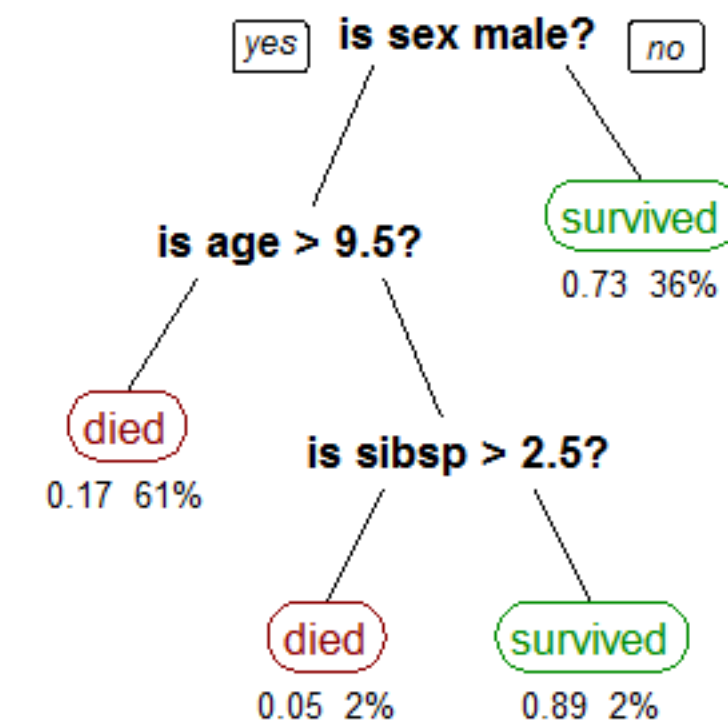 yes is sex male? no
survived
0.73 36%
is age > 9.5?
died
0.17 61%
is sibsp > 2.5?
died survived
0.05 2% 0.89 2%